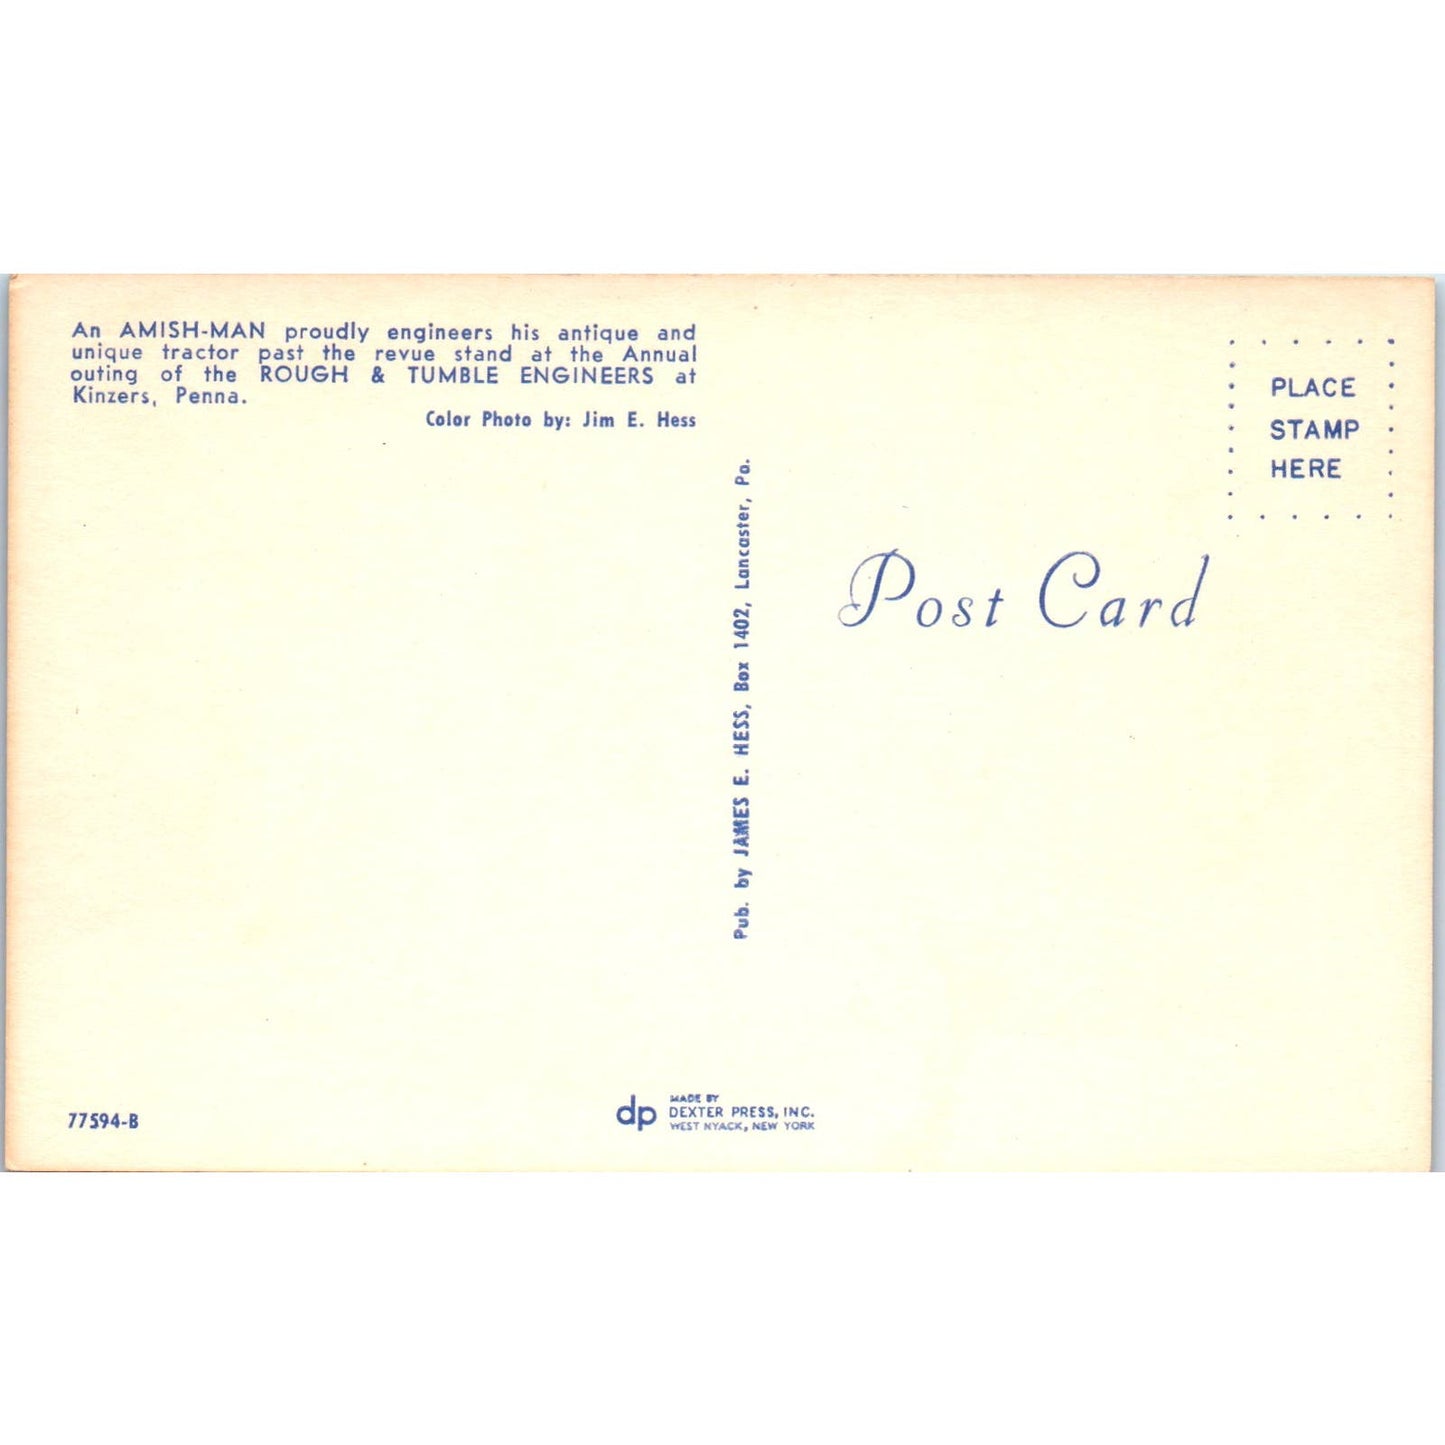 An AMISH-MAN proudly engineers his antique and
unique tractor past the revue stand at the Annual
outing of the ROUGH & TUMBLE ENGINEERS at
Kinzers, Penna.
Color Photo by: Jim E. Hess
PLACE
STAMP
HERE
Post Card
Pub. by JAMES E. HESS, Box 1402, Lancaster, Pa.
77594-B
dp
MADE BY
DEXTER PRESS, INC.
WEST NYACK, NEW YORK